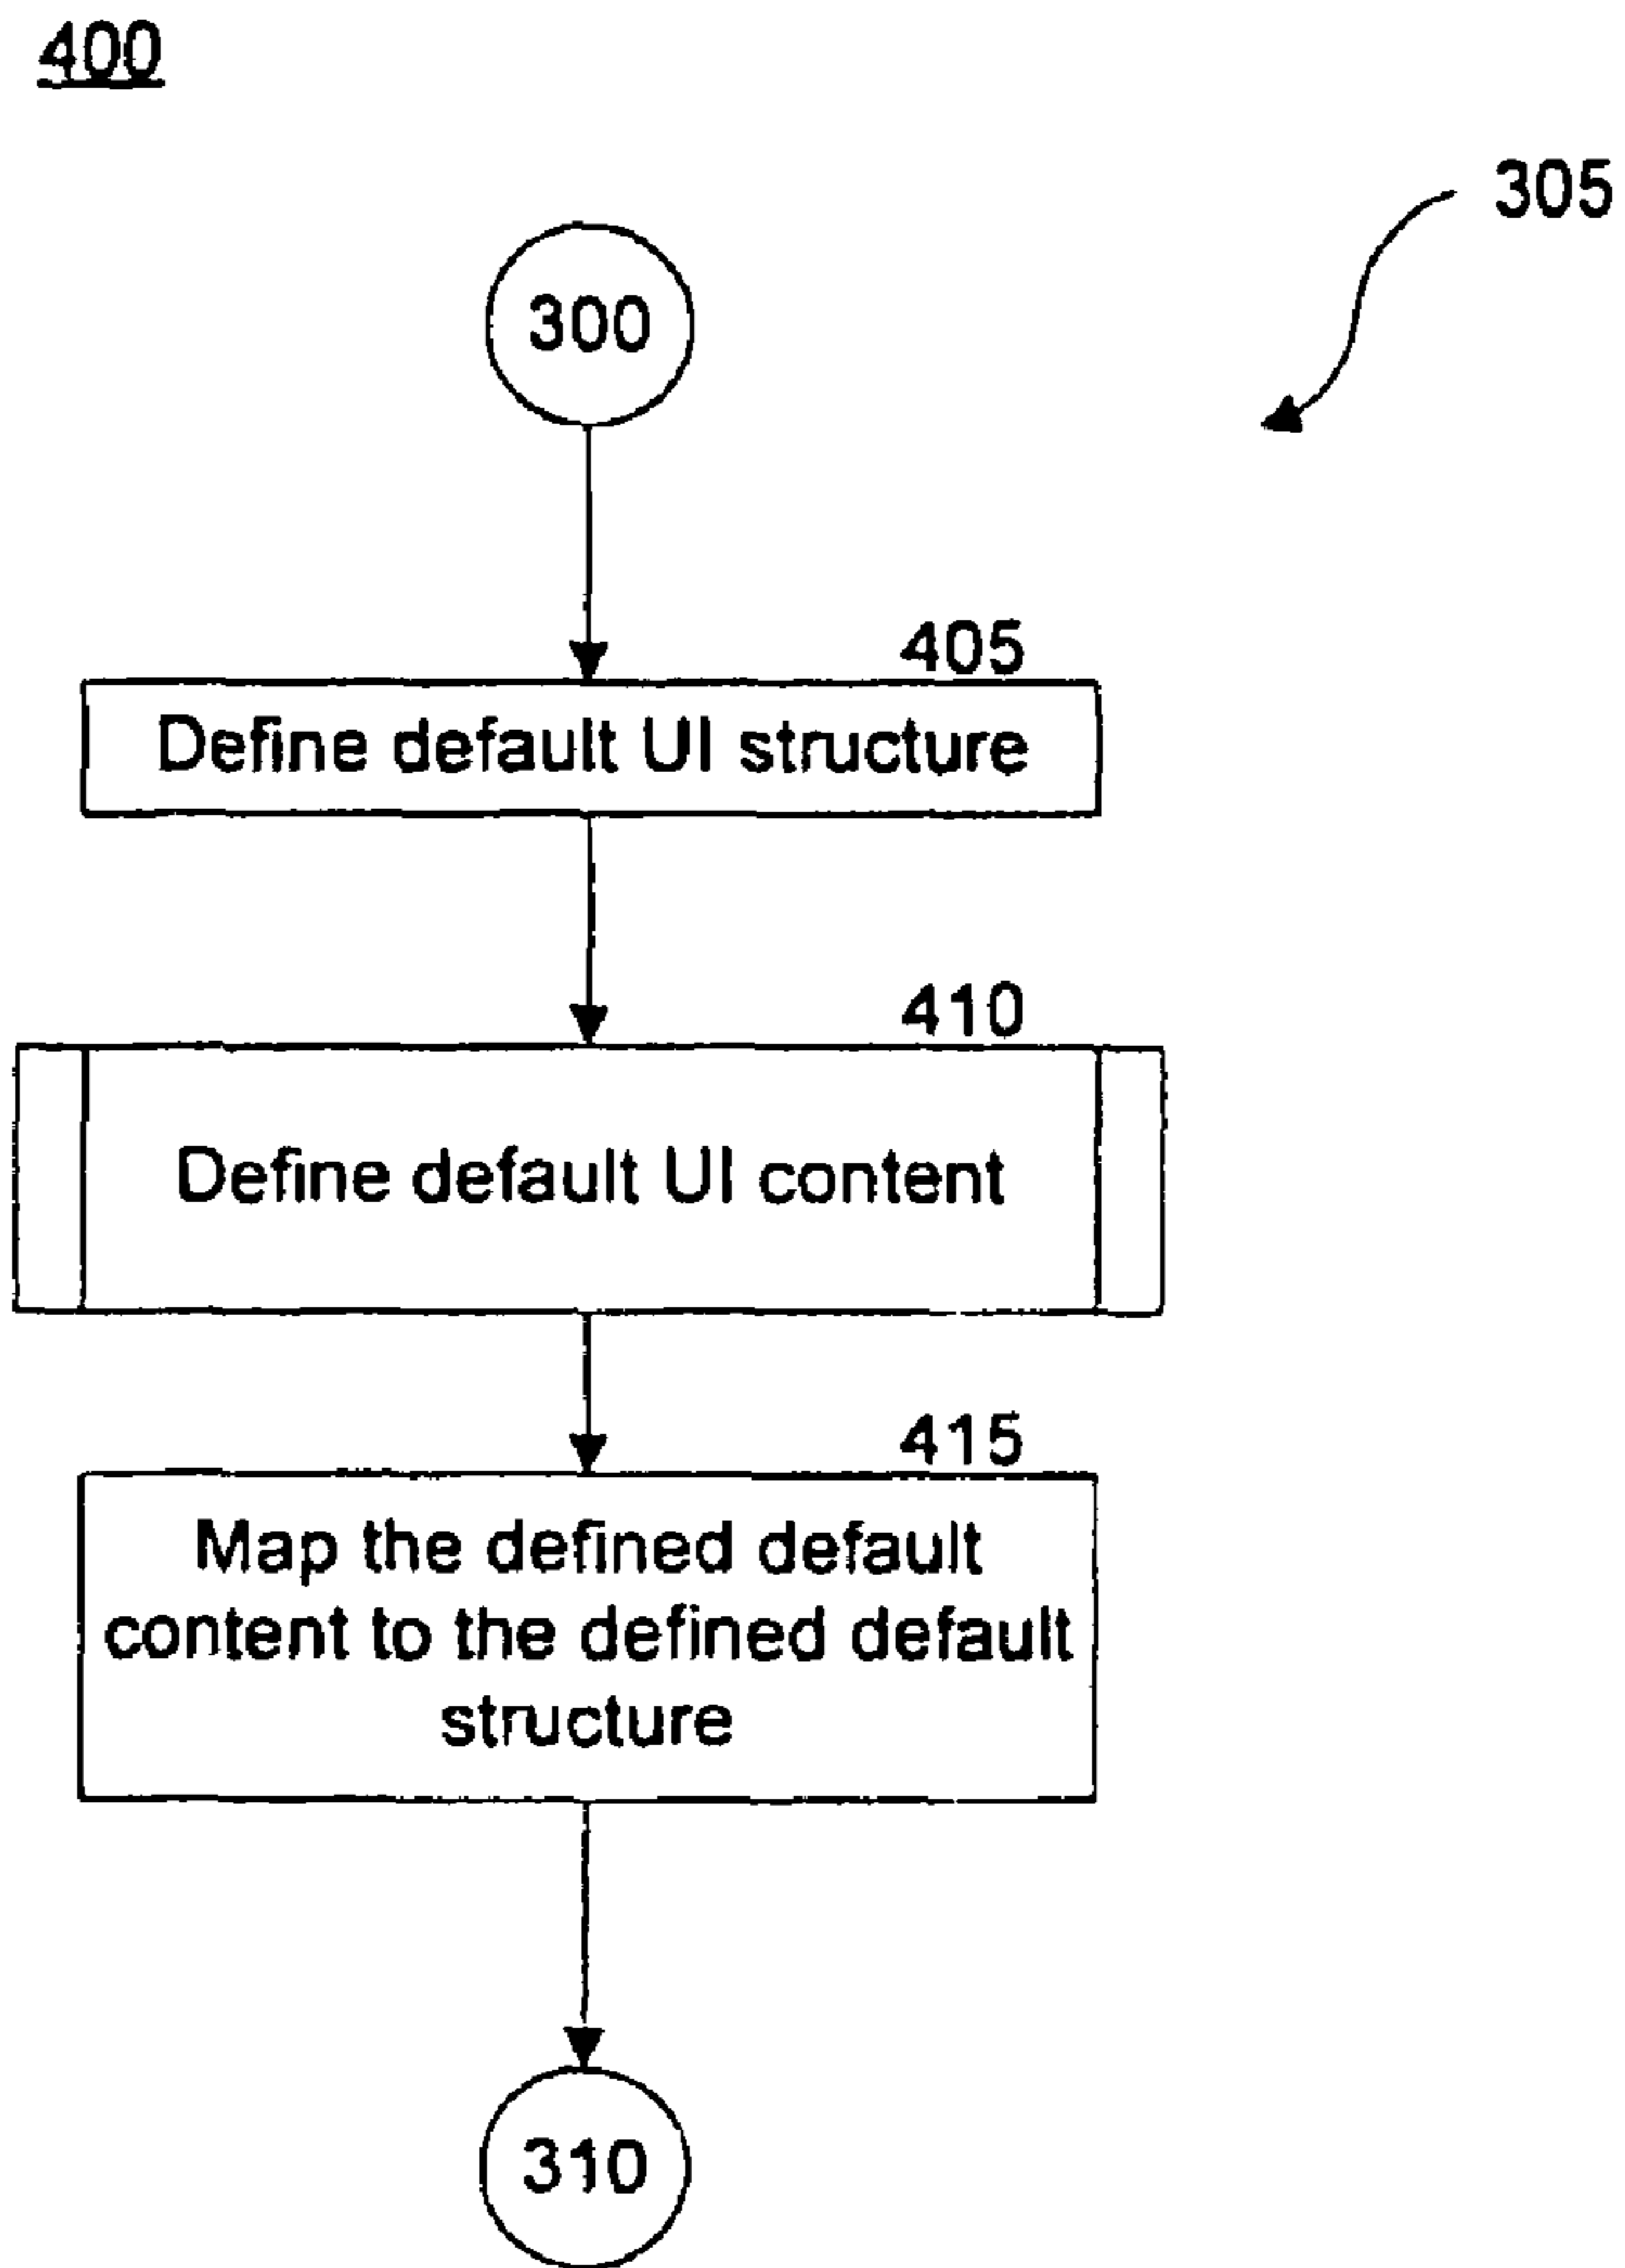 400
305
300
405
Define default UI structure
410
Define default UI content
415
Map the defined default
content to the defined default
structure
310